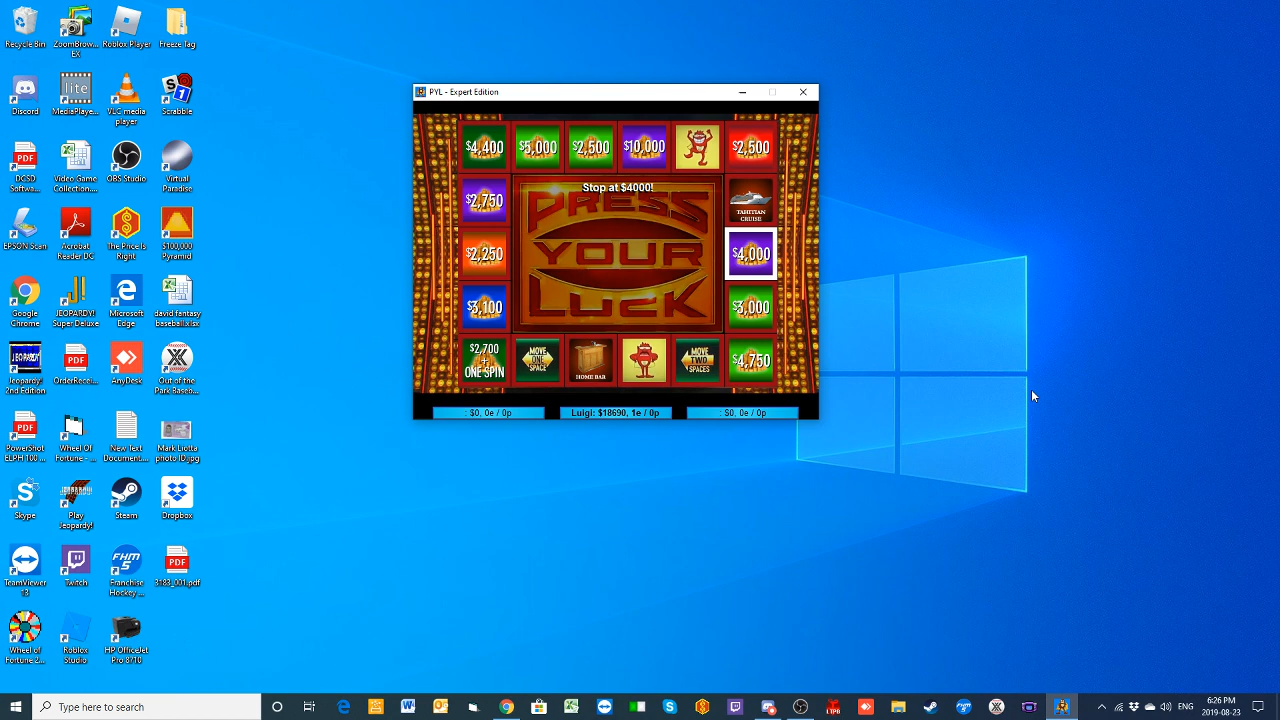 Recycle Bin
ZoomBrow... EX
Roblox Player
Freeze Tag
Discord
MediaPlaye...
VLC media player
Scrabble
DCSD Softwa...
Video Game Collection....
OBS Studio
Virtual Paradise
EPSON Scan
Acrobat Reader DC
The Price Is Right
$100,000 Pyramid
Google Chrome
JEOPARDY! Super Deluxe
Microsoft Edge
david fantasy baseball.xlsx
Jeopardy: 2nd Edition
OrderRecei...
AnyDesk
Out of the Park Baseb...
PowerShot ELPH 100 ...
Wheel Of Fortune - ...
New Text Document....
Mark Liotta photo ID.jpg
Skype
Play Jeopardy!
Steam
Dropbox
TeamViewer 13
Twitch
Franchise Hockey ...
3183_001.pdf
Wheel of Fortune 2...
Roblox Studio
HP OfficeJet Pro 8710
PYL - Expert Edition
$4,400
$5,000
$2,500
$10,000
$2,500
$2,750
Stop at $4000!
TAHITIAN CRUISE
PRESS
YOUR
LUCK
$2,250
$4,000
$3,100
$3,000
$2,700 + ONE SPIN
MOVE ONE SPACE
HOME BAR
MOVE TWO SPACES
$4,750
: $0, 0e / 0p
Luigi: $18690, 1e / 0p
: $0, 0e / 0p
Type here to search
ENG
6:26 PM
2019-08-23